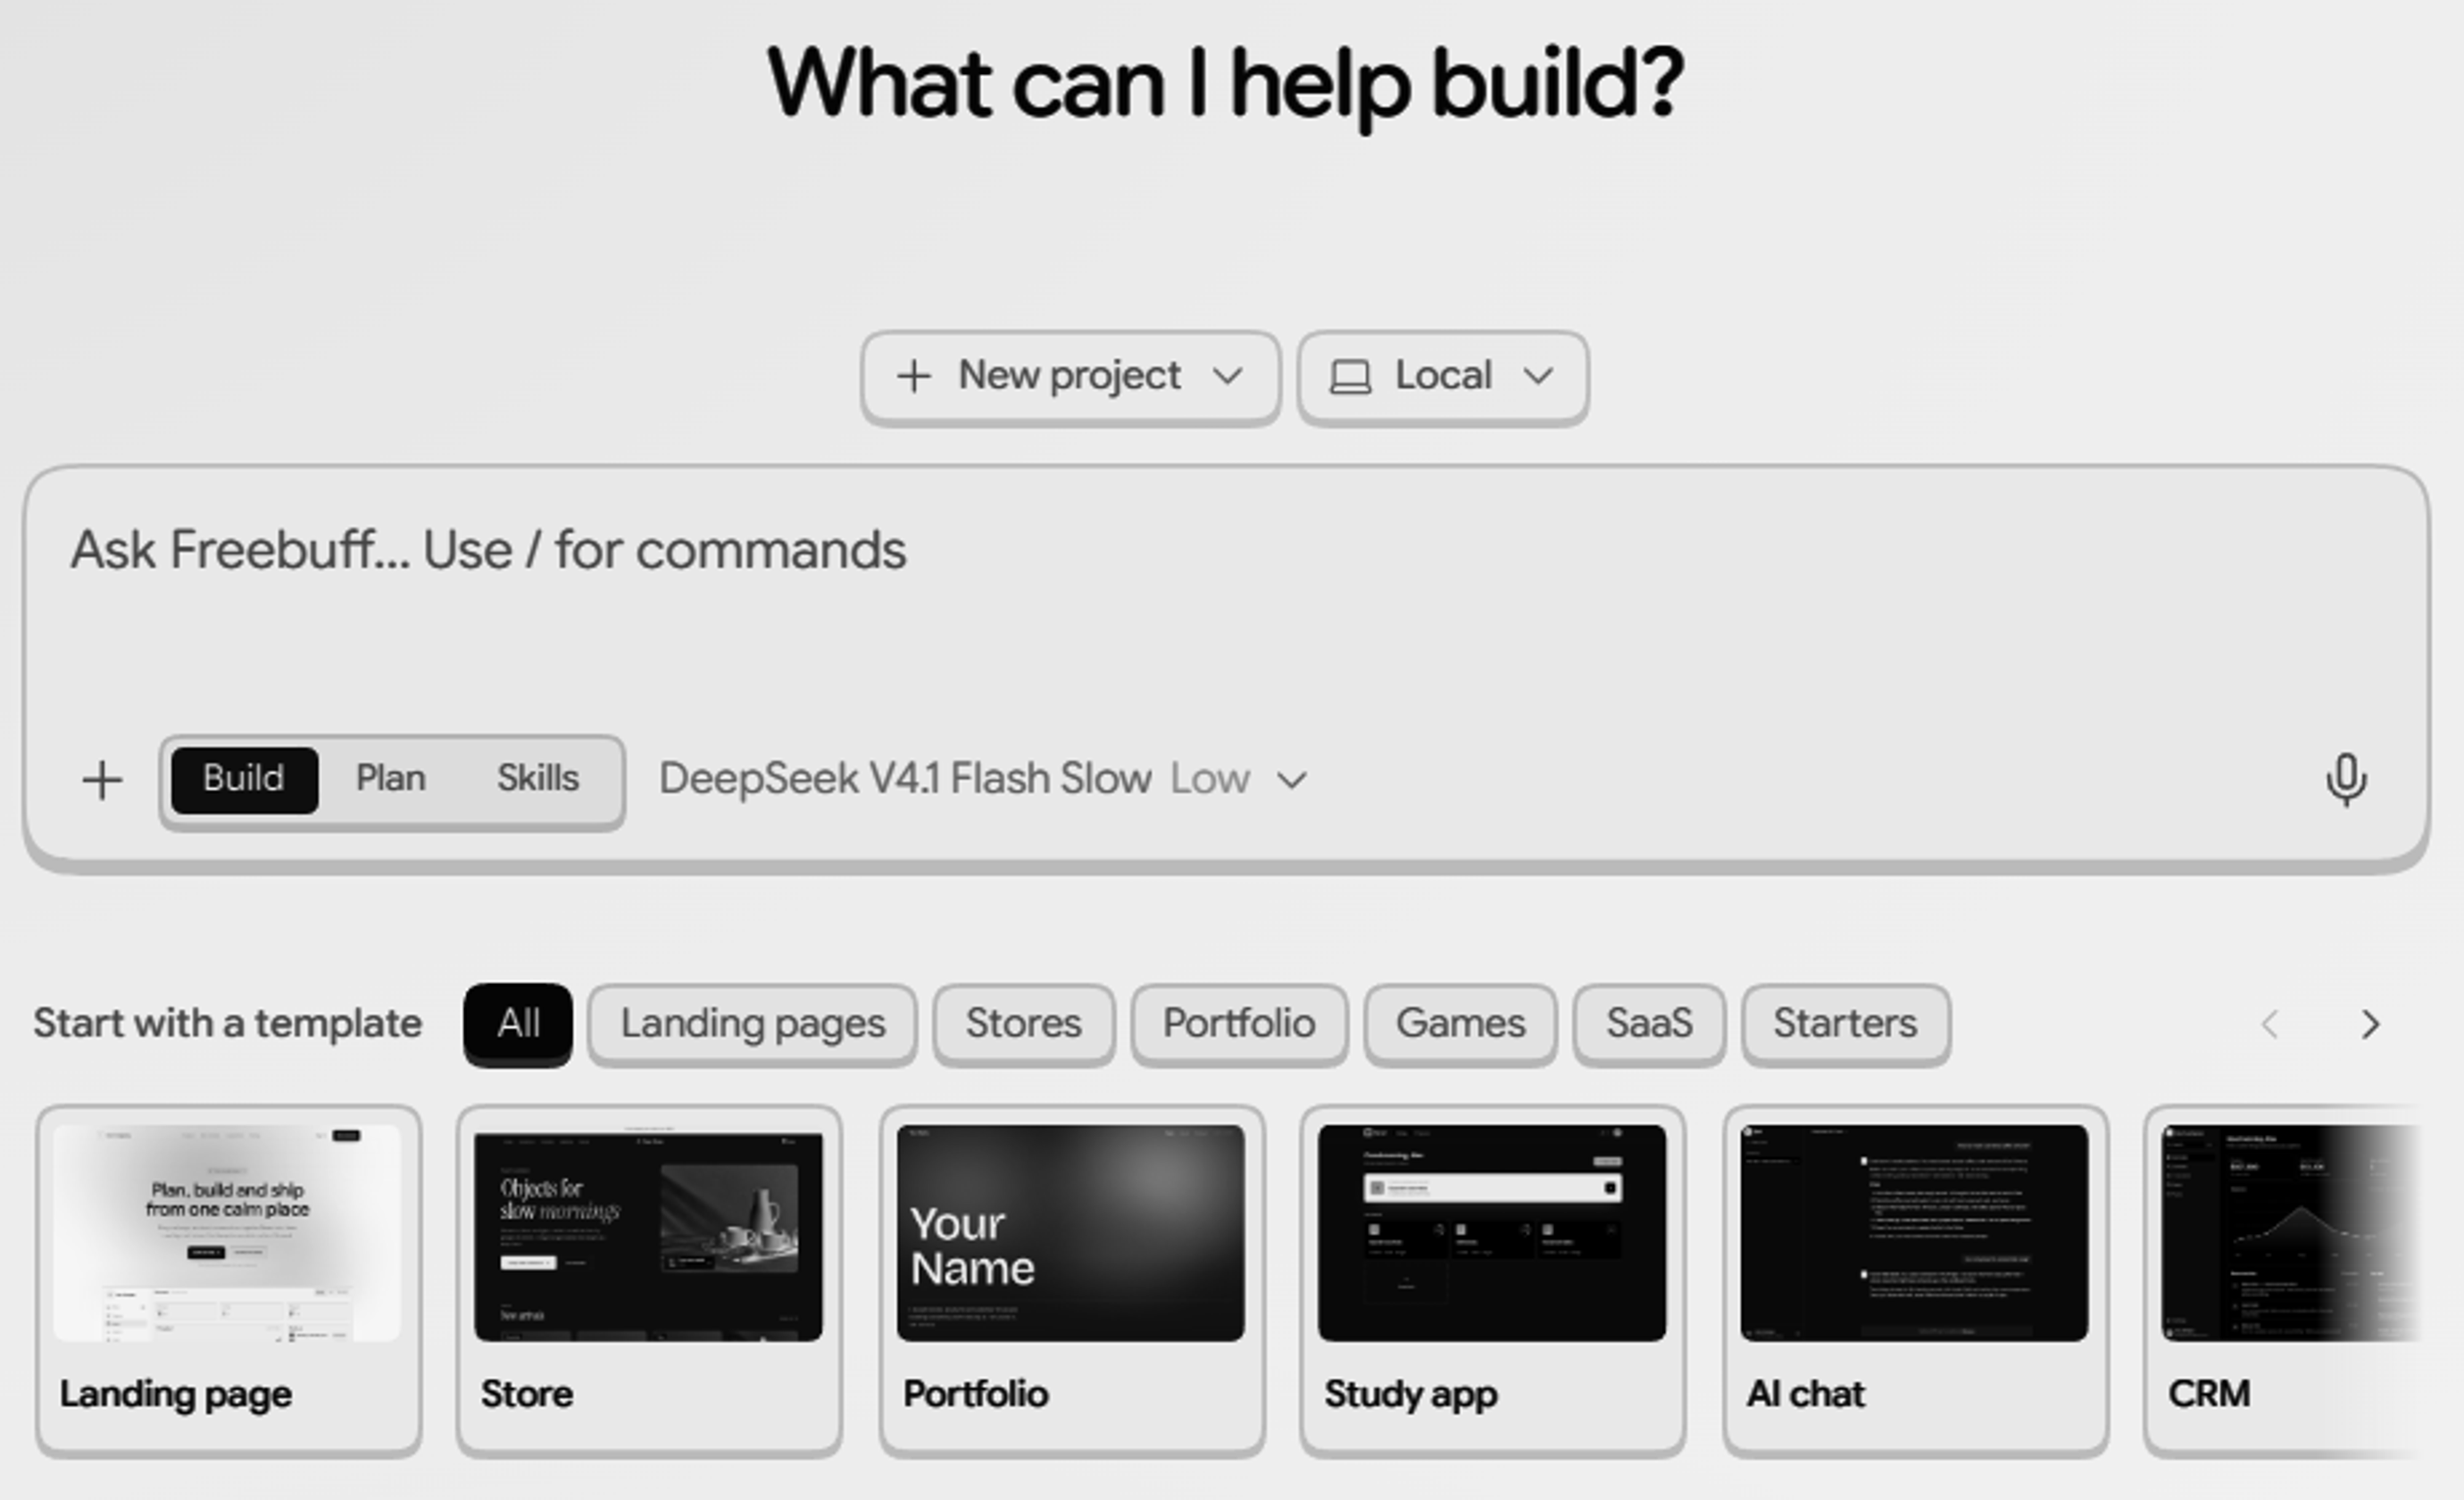 What can I help build?
New project
Local
Ask Freebuff... Use / for commands
Build
Plan
Skills
DeepSeek V4.1 Flash Slow Low
Start with a template
All
Landing pages
Stores
Portfolio
Games
SaaS
Starters
Plan, build and ship
from one calm place
Objects for
slow mornings
New arrivals
Your
Name
Landing page
Store
Portfolio
Study app
AI chat
CRM